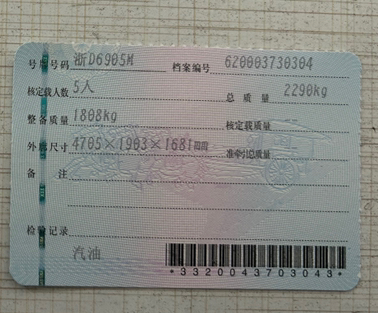 号牌号码 浙D6905M 档案编号 620003730304
核定载人数 5人 总质量 2290kg
整备质量 1808kg 核定载质量 --
外廓尺寸 4705×1903×1681mm 准牵引总质量
备注
检验记录
汽油
*3320043703043*